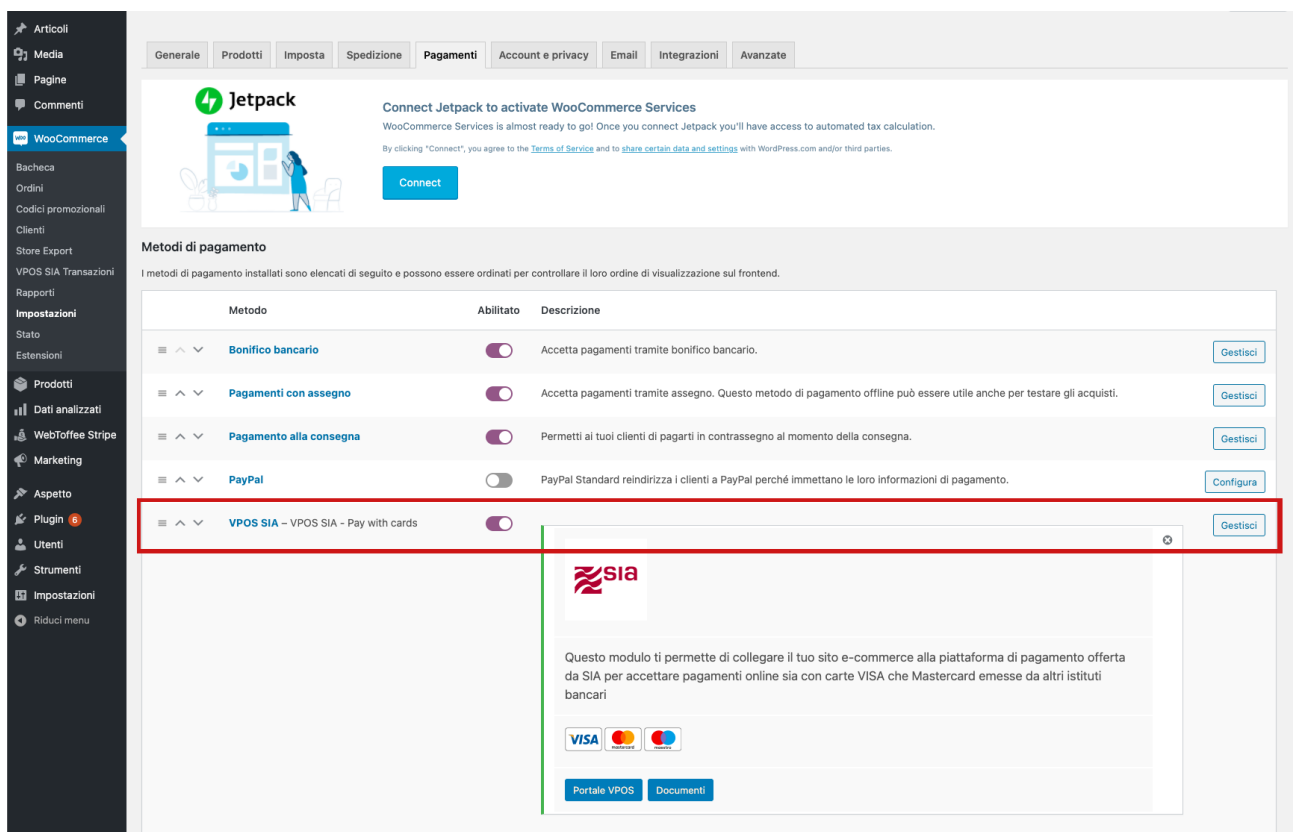 Articoli
Media
Pagine
Commenti
WooCommerce
Bacheca
Ordini
Codici promozionali
Clienti
Store Export
VPOS SIA Transazioni
Rapporti
Impostazioni
Stato
Estensioni
Prodotti
Dati analizzati
WebToffee Stripe
Marketing
Aspetto
Plugin 6
Utenti
Strumenti
Impostazioni
Riduci menu
Generale Prodotti Imposta Spedizione Pagamenti Account e privacy Email Integrazioni Avanzate
Jetpack
Connect Jetpack to activate WooCommerce Services
WooCommerce Services is almost ready to go! Once you connect Jetpack you'll have access to automated tax calculation.
By clicking "Connect", you agree to the Terms of Service and to share certain data and settings with WordPress.com and/or third parties.
Connect
Metodi di pagamento
I metodi di pagamento installati sono elencati di seguito e possono essere ordinati per controllare il loro ordine di visualizzazione sul frontend.
Metodo Abilitato Descrizione
Bonifico bancario Accetta pagamenti tramite bonifico bancario. Gestisci
Pagamenti con assegno Accetta pagamenti tramite assegno. Questo metodo di pagamento offline può essere utile anche per testare gli acquisti. Gestisci
Pagamento alla consegna Permetti ai tuoi clienti di pagarti in contrassegno al momento della consegna. Gestisci
PayPal PayPal Standard reindirizza i clienti a PayPal perché immettano le loro informazioni di pagamento. Configura
VPOS SIA – VPOS SIA - Pay with cards Gestisci
SIA
Questo modulo ti permette di collegare il tuo sito e-commerce alla piattaforma di pagamento offerta
da SIA per accettare pagamenti online sia con carte VISA che Mastercard emesse da altri istituti
bancari
VISA mastercard maestro
Portale VPOS Documenti